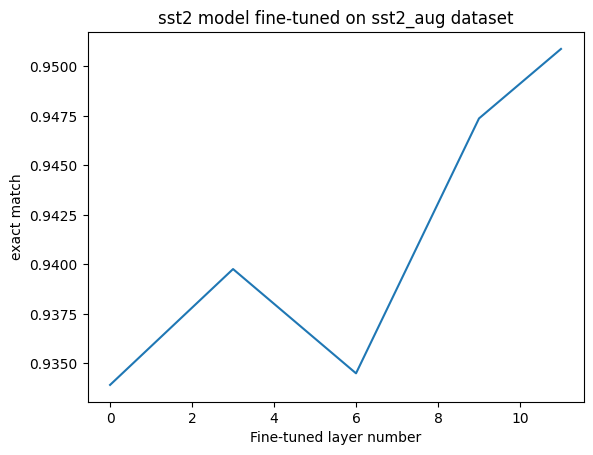 sst2 model fine-tuned on sst2_aug dataset
0.9500
0.9475
0.9450
0.9425
0.9400
0.9375
0.9350
exact match
0 2 4 6 8 10
Fine-tuned layer number